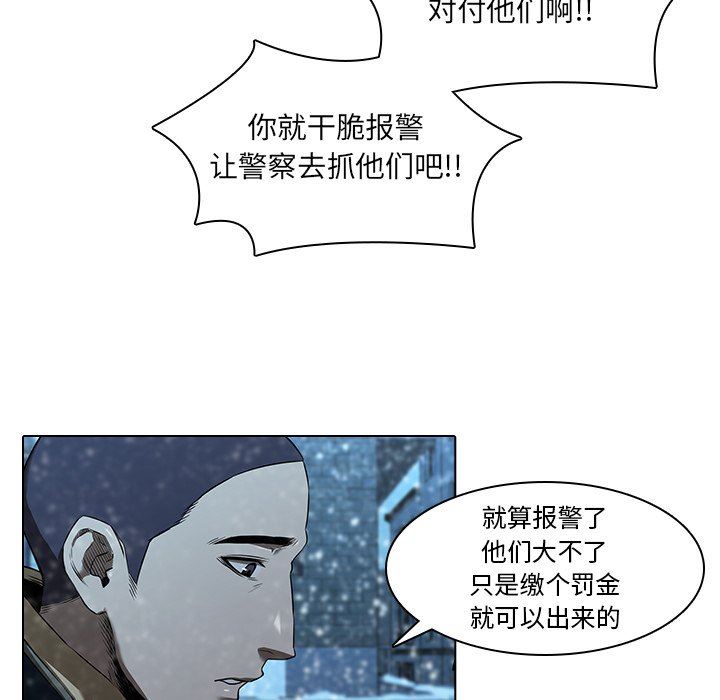 对付他们啊!!
你就干脆报警
让警察去抓他们吧!!
就算报警了
他们大不了
只是缴个罚金
就可以出来的